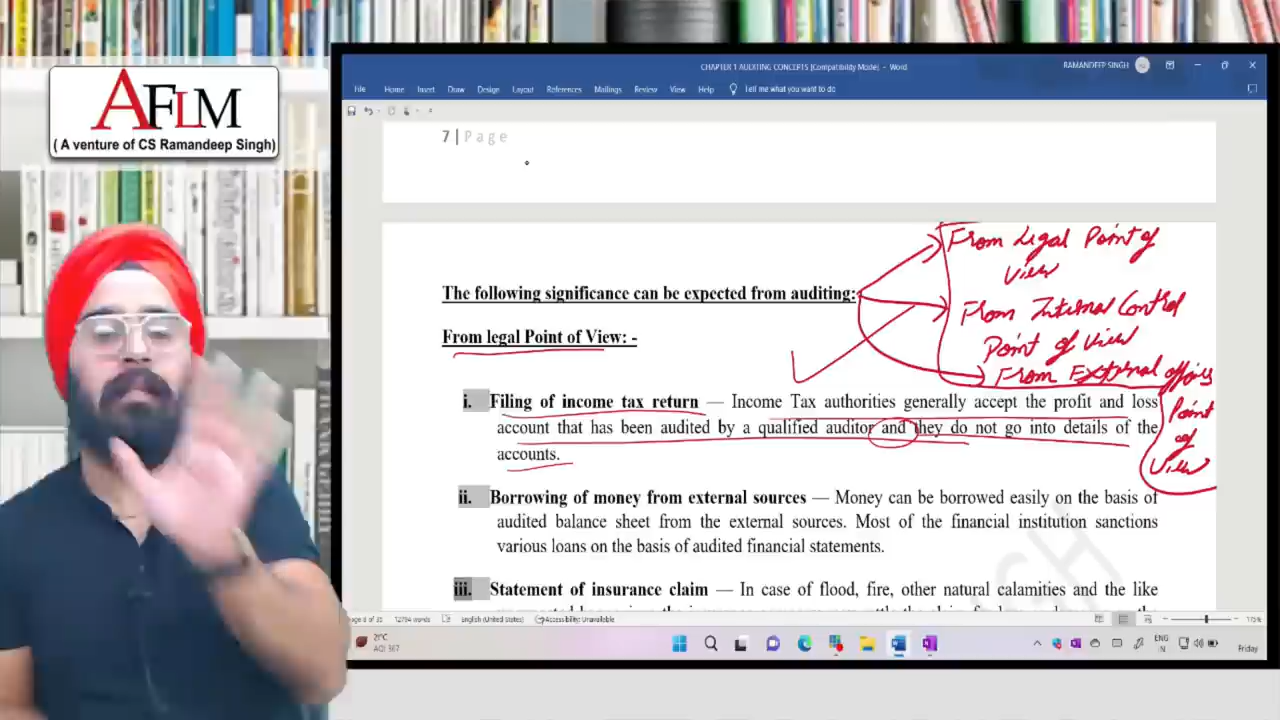 AFLM
( A venture of CS Ramandeep Singh)
CHAPTER 1 AUDITING CONCEPTS [Compatibility Mode] - Word
RAMANDEEP SINGH
File Home Insert Draw Design Layout References Mailings Review View Help Tell me what you want to do
7 | Page
From Legal Point of
View
The following significance can be expected from auditing:
From Internal Control
Point of View
From legal Point of View: -
From External affairs
Point
of
View
i. Filing of income tax return — Income Tax authorities generally accept the profit and loss
account that has been audited by a qualified auditor and they do not go into details of the
accounts.
ii. Borrowing of money from external sources — Money can be borrowed easily on the basis of
audited balance sheet from the external sources. Most of the financial institution sanctions
various loans on the basis of audited financial statements.
iii. Statement of insurance claim — In case of flood, fire, other natural calamities and the like
English (United States) Accessibility: Unavailable
175%
21°C
AQI 367
ENG
IN
Friday